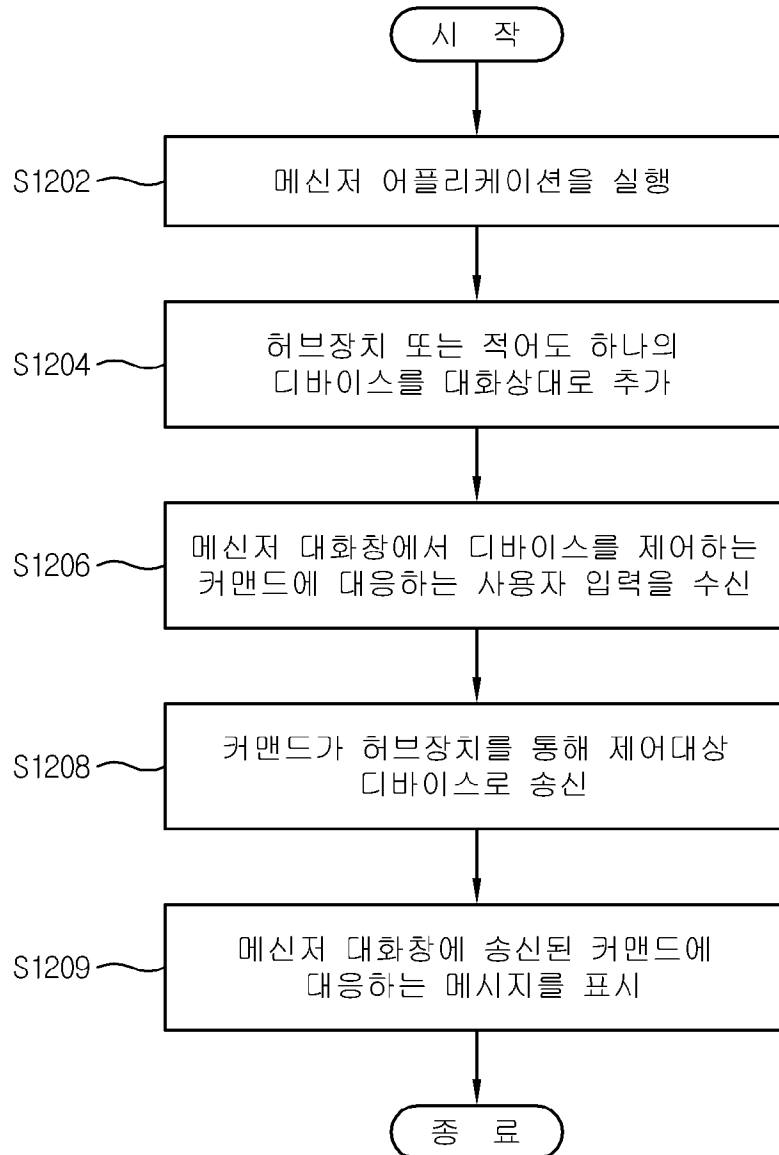 시 작
S1202
메신저 어플리케이션을 실행
S1204
허브장치 또는 적어도 하나의
디바이스를 대화상대로 추가
S1206
메신저 대화창에서 디바이스를 제어하는
커맨드에 대응하는 사용자 입력을 수신
S1208
커맨드가 허브장치를 통해 제어대상
디바이스로 송신
S1209
메신저 대화창에 송신된 커맨드에
대응하는 메시지를 표시
종 료